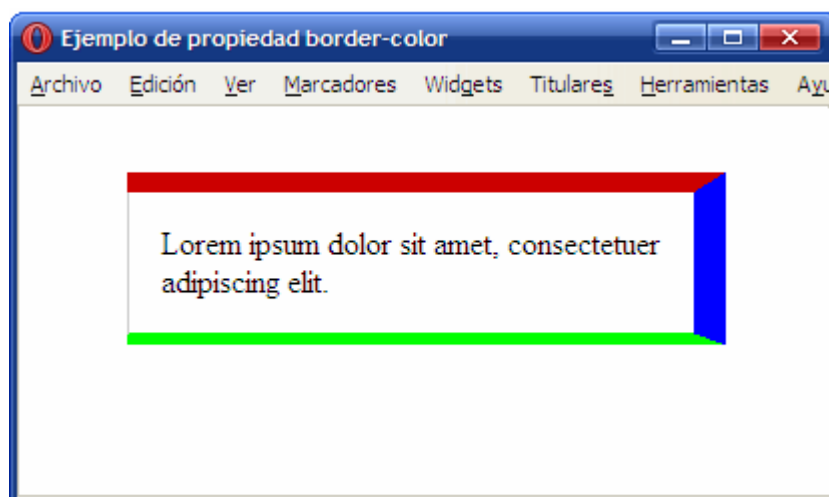 Ejemplo de propiedad border-color
Archivo Edición Ver Marcadores Widgets Titulares Herramientas Ayu
Lorem ipsum dolor sit amet, consectetuer
adipiscing elit.